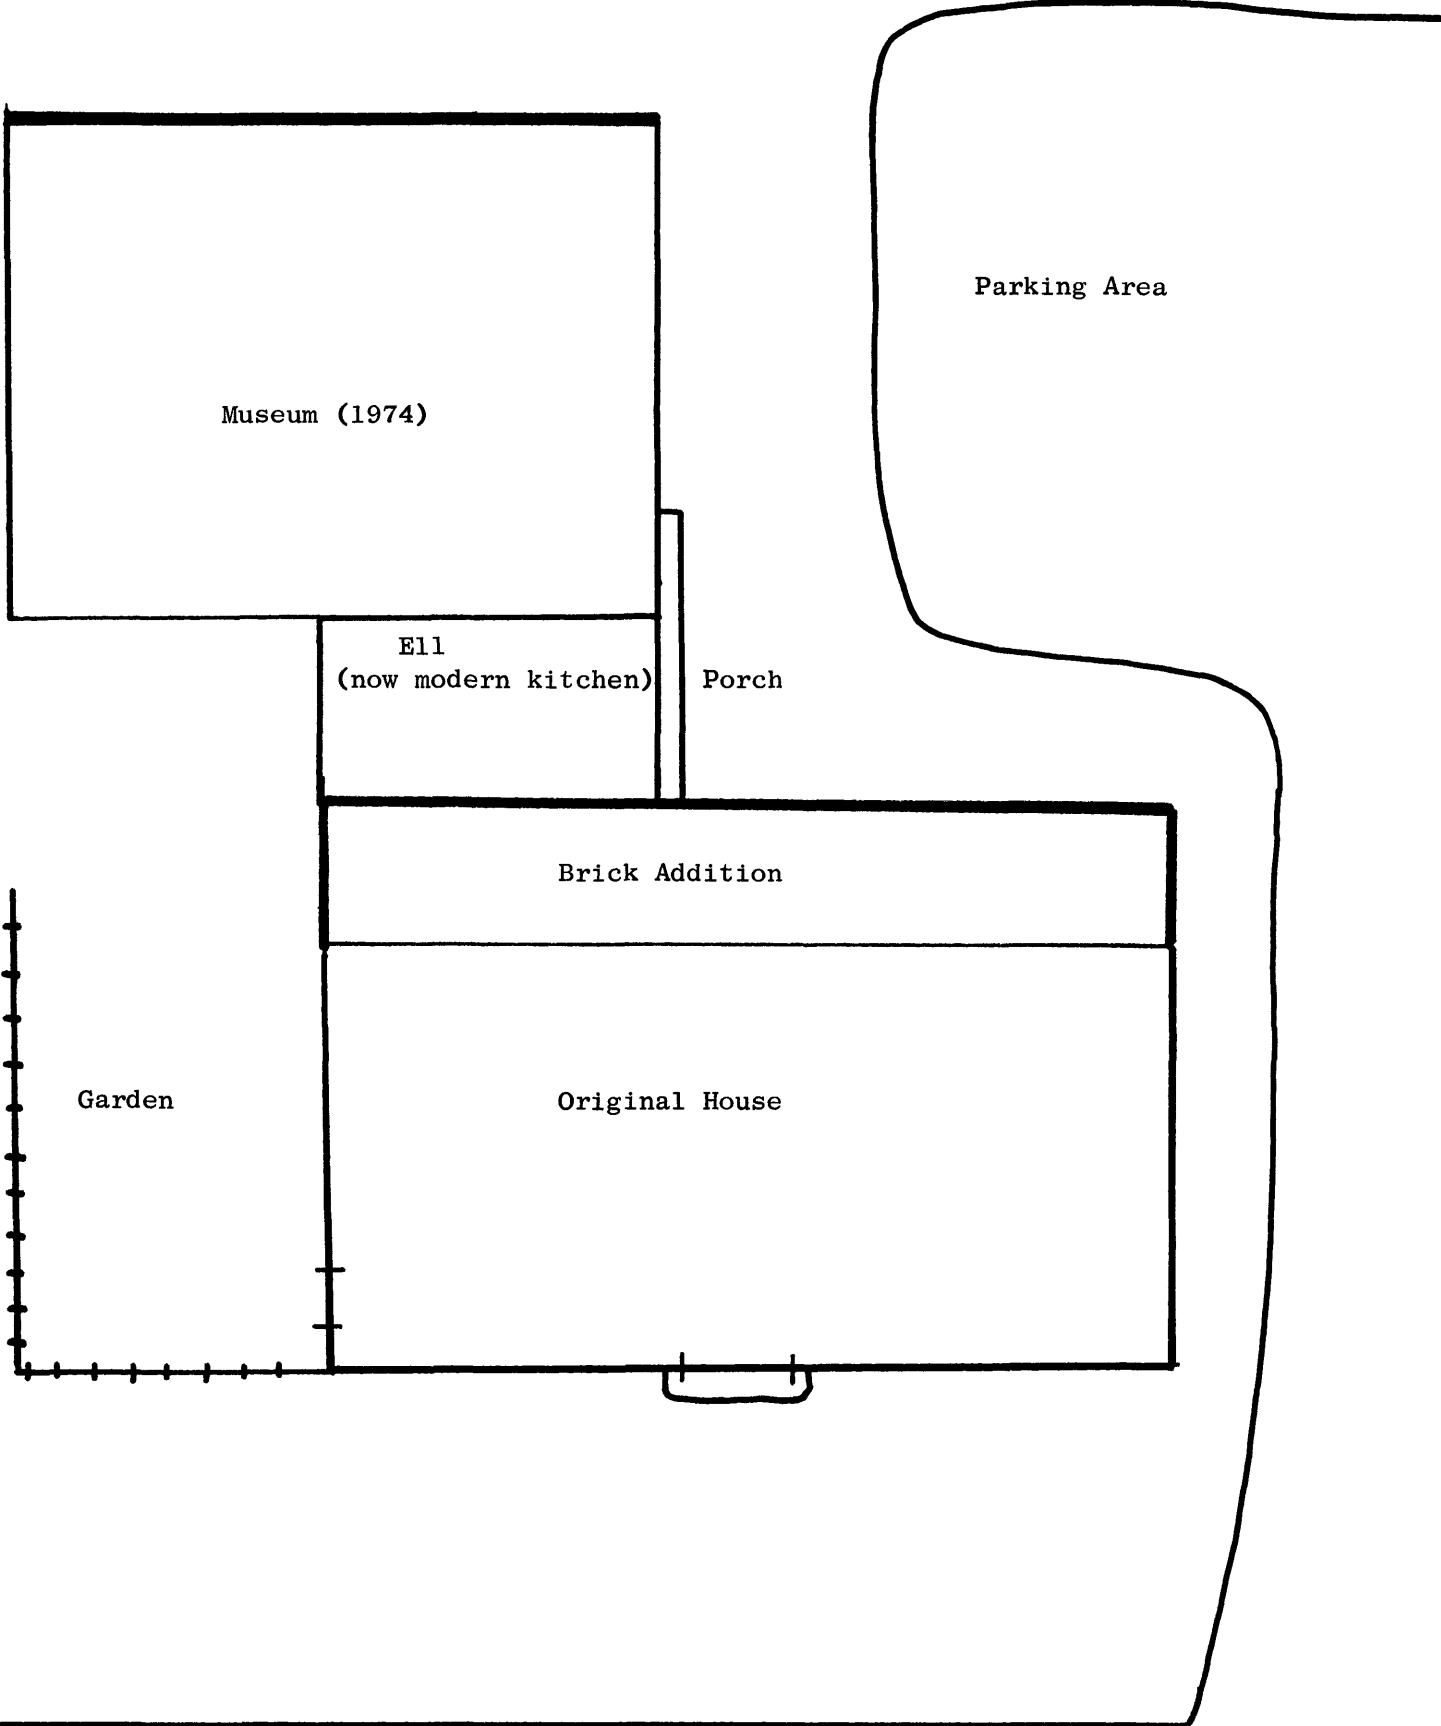 Parking Area
Museum (1974)
Ell
(now modern kitchen)
Porch
Brick Addition
Garden
Original House